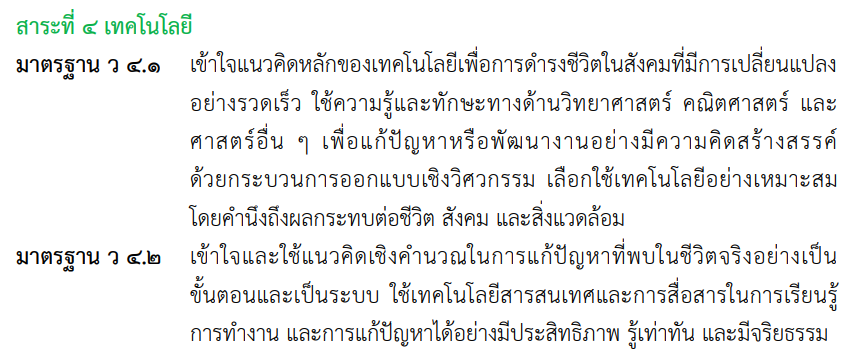 สาระที่ ๔ เทคโนโลยี
มาตรฐาน ว ๔.๑ เข้าใจแนวคิดหลักของเทคโนโลยีเพื่อการดำรงชีวิตในสังคมที่มีการเปลี่ยนแปลง
อย่างรวดเร็ว ใช้ความรู้และทักษะทางด้านวิทยาศาสตร์ คณิตศาสตร์ และ
ศาสตร์อื่น ๆ เพื่อแก้ปัญหาหรือพัฒนางานอย่างมีความคิดสร้างสรรค์
ด้วยกระบวนการออกแบบเชิงวิศวกรรม เลือกใช้เทคโนโลยีอย่างเหมาะสม
โดยคำนึงถึงผลกระทบต่อชีวิต สังคม และสิ่งแวดล้อม
มาตรฐาน ว ๔.๒ เข้าใจและใช้แนวคิดเชิงคำนวณในการแก้ปัญหาที่พบในชีวิตจริงอย่างเป็น
ขั้นตอนและเป็นระบบ ใช้เทคโนโลยีสารสนเทศและการสื่อสารในการเรียนรู้
การทำงาน และการแก้ปัญหาได้อย่างมีประสิทธิภาพ รู้เท่าทัน และมีจริยธรรม